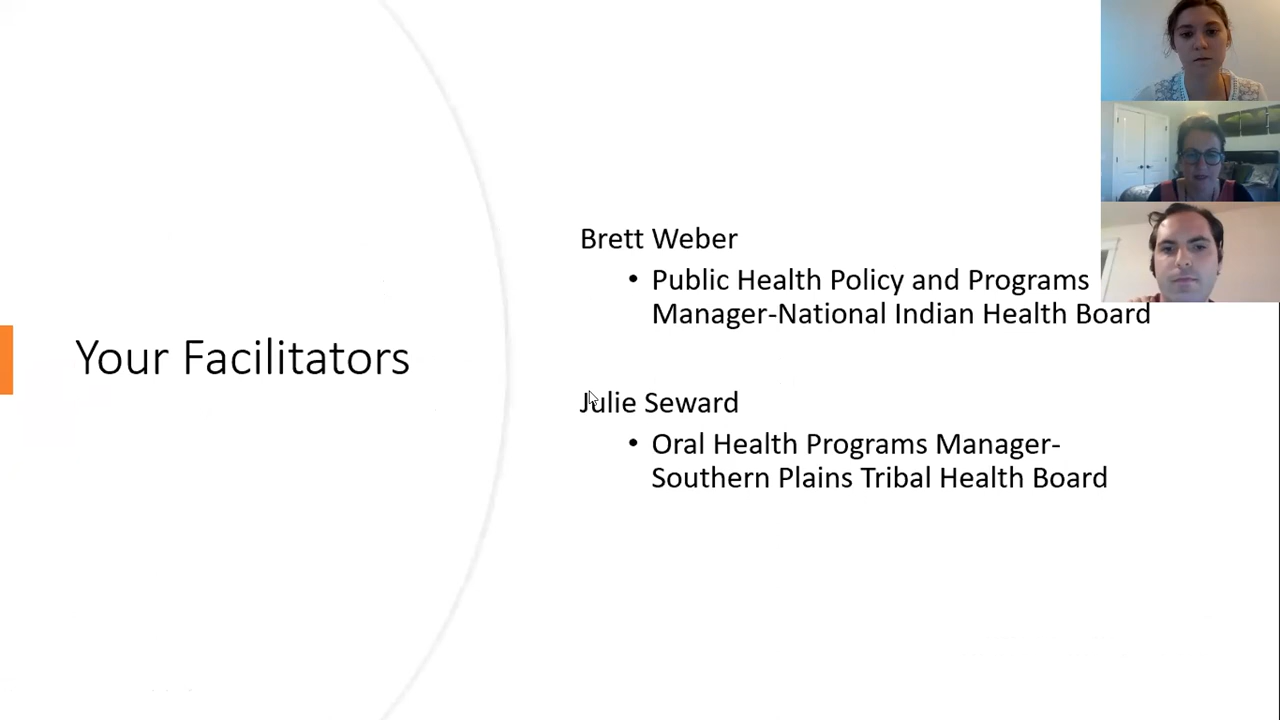 Your Facilitators
Brett Weber
• Public Health Policy and Programs
Manager-National Indian Health Board
Julie Seward
• Oral Health Programs Manager-
Southern Plains Tribal Health Board